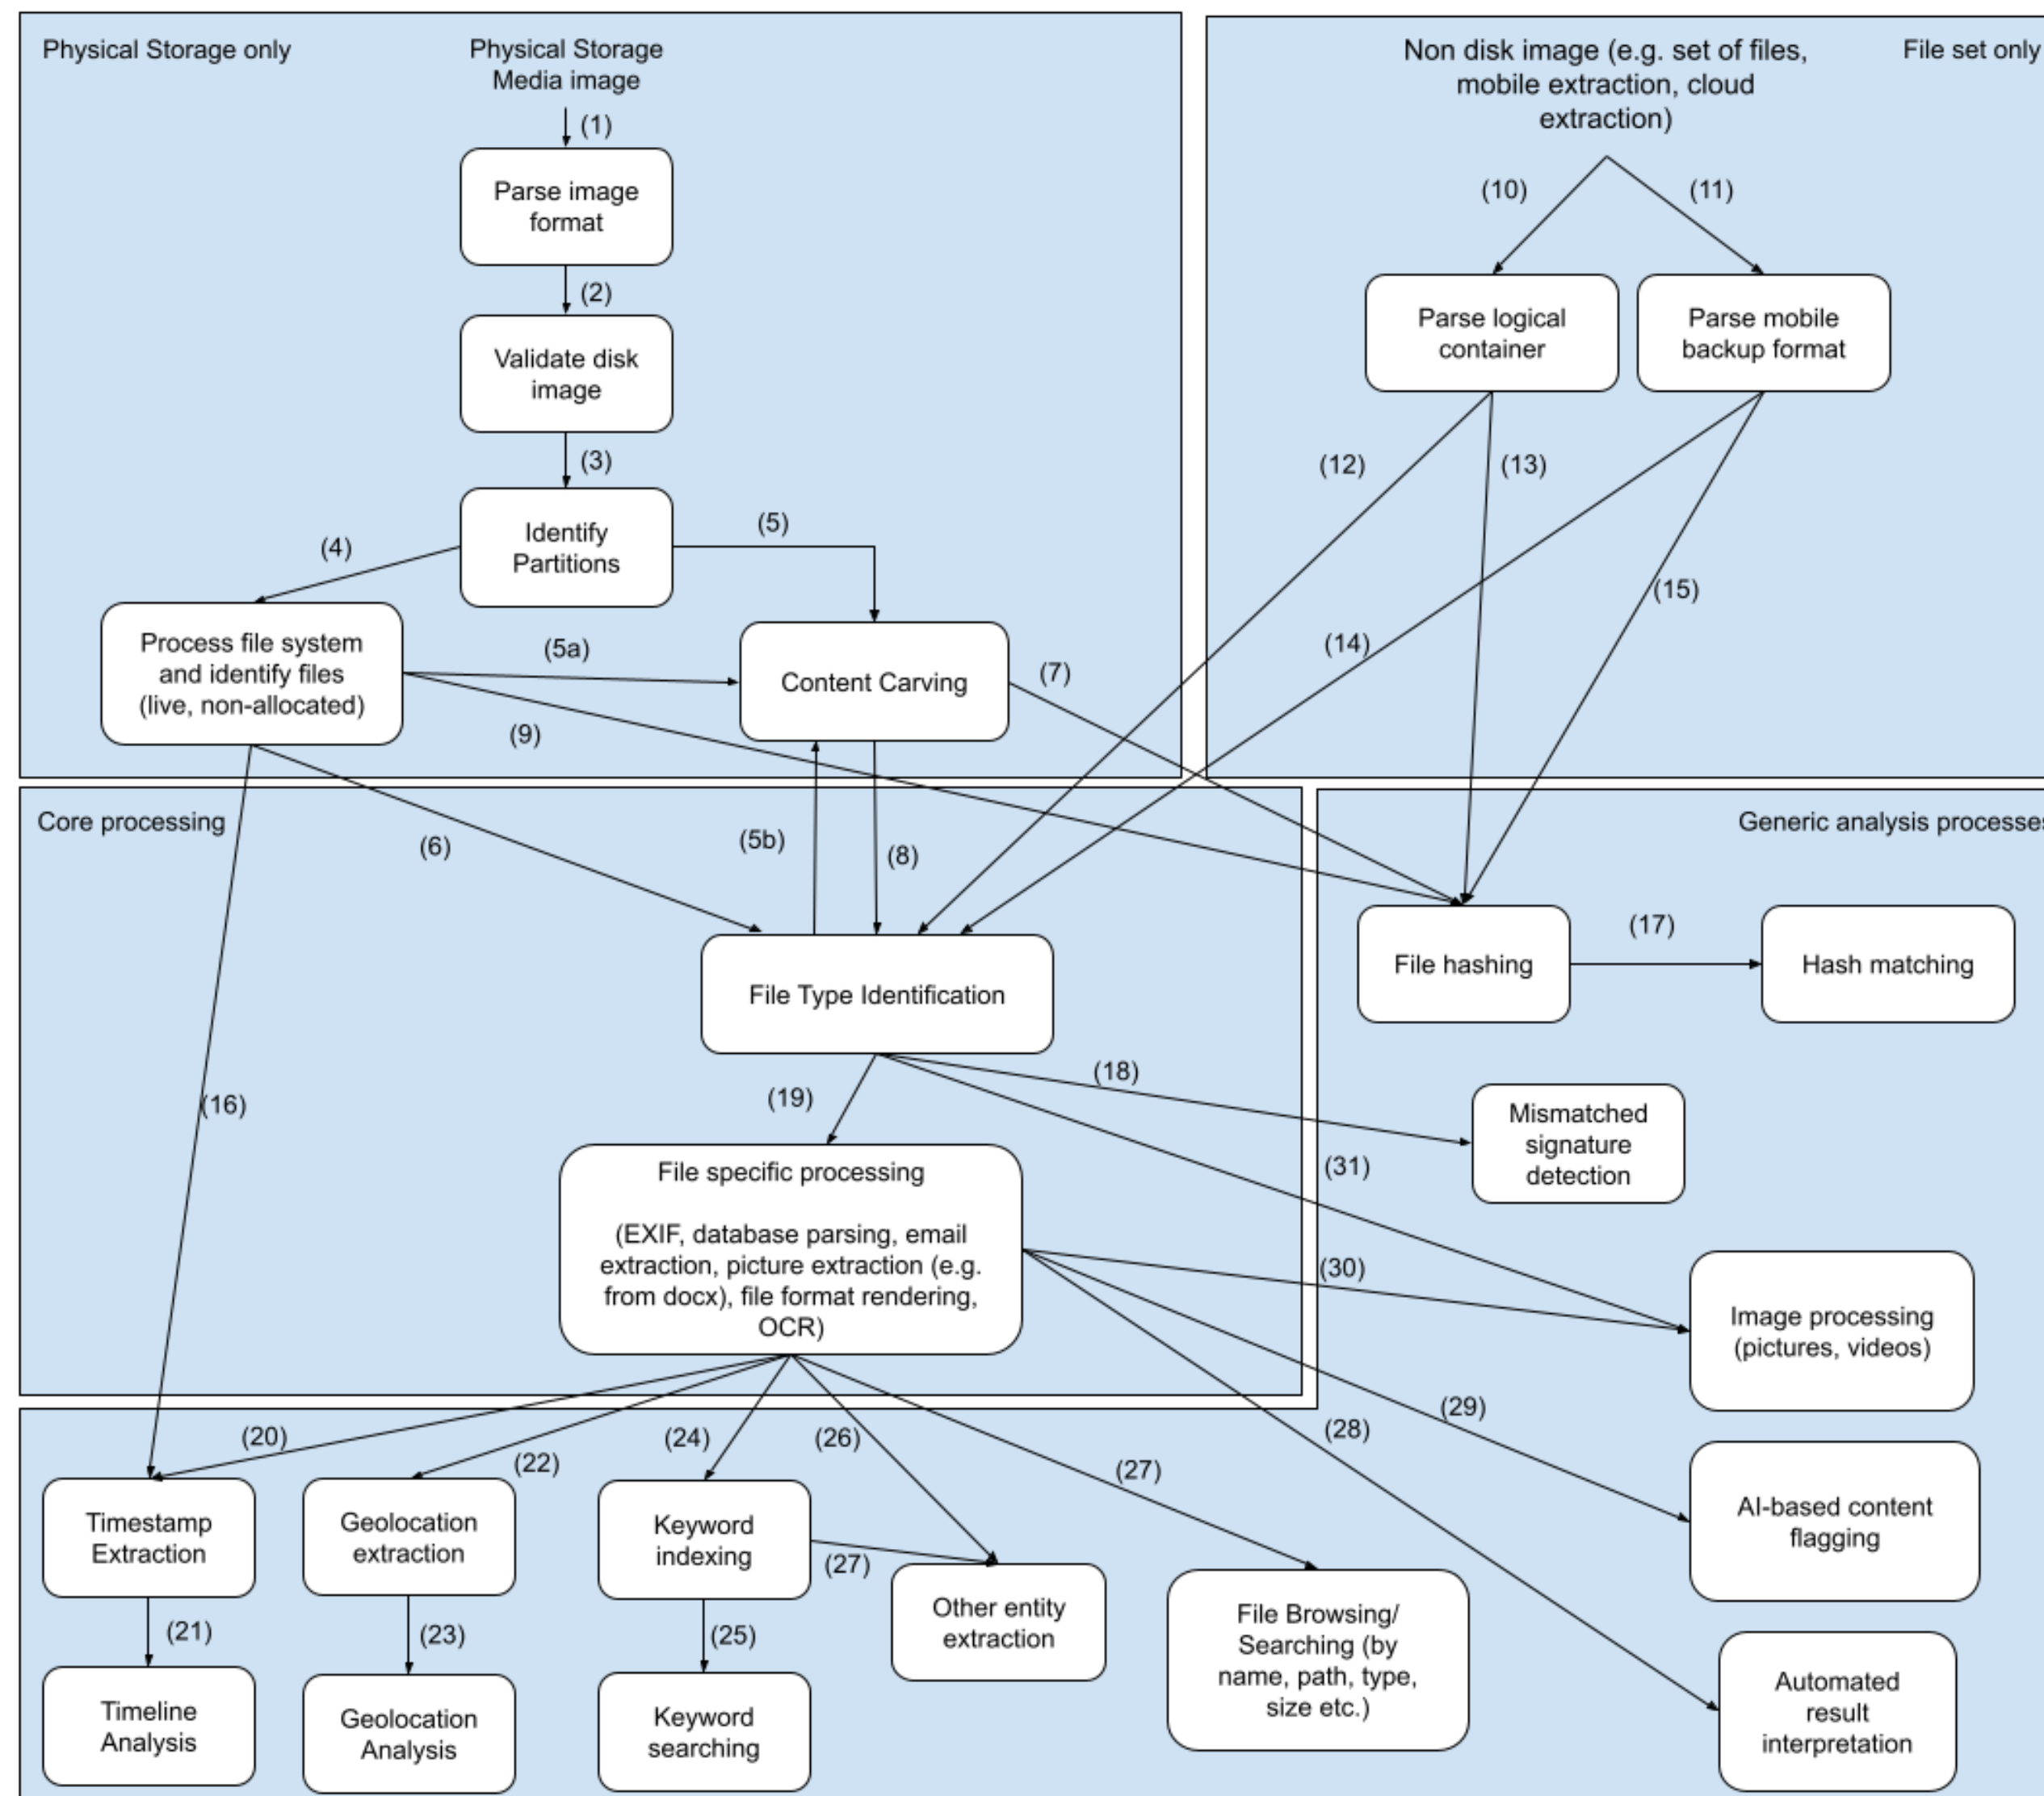 Physical Storage only
Physical Storage
Media image
(1)
Parse image
format
(2)
Validate disk
image
(3)
Identify
Partitions
(4)
(5)
Process file system
and identify files
(live, non-allocated)
(5a)
Content Carving
(7)
(9)
Non disk image (e.g. set of files,
mobile extraction, cloud
extraction)
File set only
(10)
(11)
Parse logical
container
Parse mobile
backup format
(12)
(13)
(14)
(15)
Core processing
(6)
(5b)
(8)
File Type Identification
(16)
(19)
(18)
File specific processing
(EXIF, database parsing, email
extraction, picture extraction (e.g.
from docx), file format rendering,
OCR)
Generic analysis processes
File hashing
(17)
Hash matching
Mismatched
signature
detection
(31)
(30)
Image processing
(pictures, videos)
(29)
(28)
AI-based content
flagging
Automated
result
interpretation
(20)
(22)
(24)
(26)
(27)
Timestamp
Extraction
Geolocation
extraction
Keyword
indexing
(27)
Other entity
extraction
File Browsing/
Searching (by
name, path, type,
size etc.)
(21)
(23)
(25)
Timeline
Analysis
Geolocation
Analysis
Keyword
searching